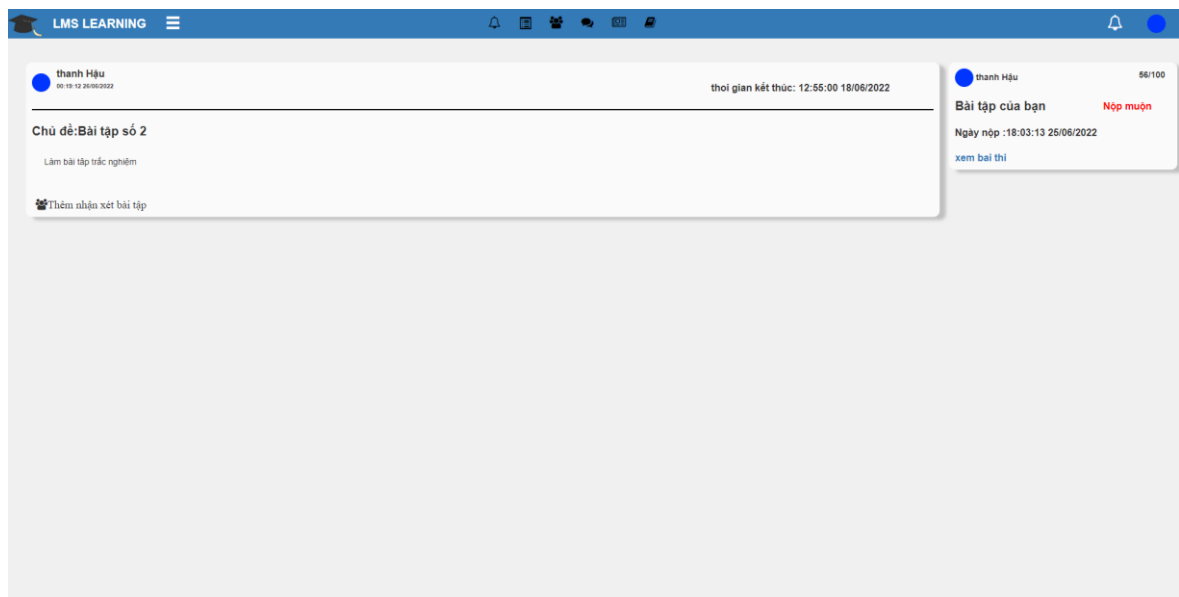 LMS LEARNING
thanh Hậu
00:19:12 26/06/2022
thoi gian kết thúc: 12:55:00 18/06/2022
Chủ đề:Bài tập số 2
Làm bài tâp trắc nghiệm
Thêm nhận xét bài tập
thanh Hậu
56/100
Bài tập của bạn
Nộp muộn
Ngày nộp :18:03:13 25/06/2022
xem bai thi